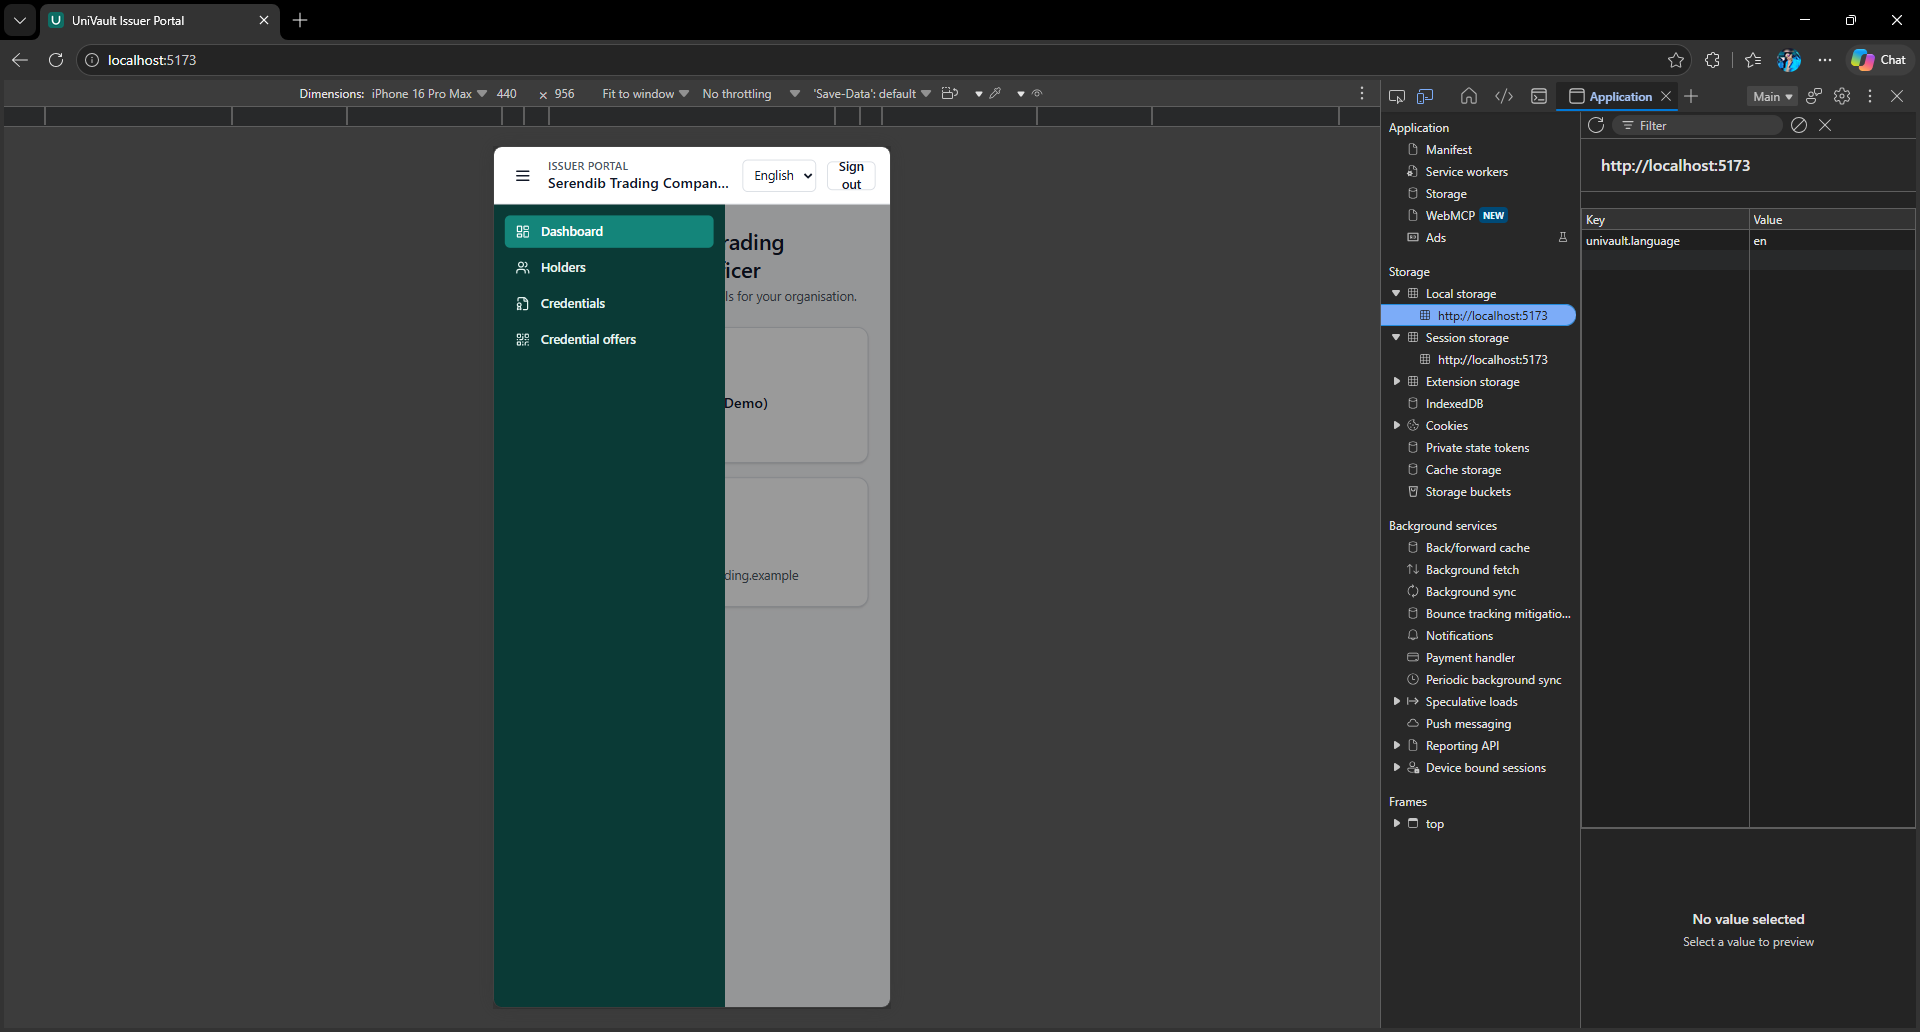 UniVault Issuer Portal
localhost:5173
Chat
Dimensions: iPhone 16 Pro Max 440 × 956 Fit to window No throttling 'Save-Data': default
Application
Main
ISSUER PORTAL
Serendib Trading Compan...
English
Sign
out
Dashboard
Holders
Credentials
Credential offers
rading
icer
ls for your organisation.
Demo)
ding.example
Application
Manifest
Service workers
Storage
WebMCP NEW
Ads
Storage
Local storage
http://localhost:5173
Session storage
http://localhost:5173
Extension storage
IndexedDB
Cookies
Private state tokens
Cache storage
Storage buckets
Background services
Back/forward cache
Background fetch
Background sync
Bounce tracking mitigatio...
Notifications
Payment handler
Periodic background sync
Speculative loads
Push messaging
Reporting API
Device bound sessions
Frames
top
Filter
http://localhost:5173
Key Value
univault.language en
No value selected
Select a value to preview